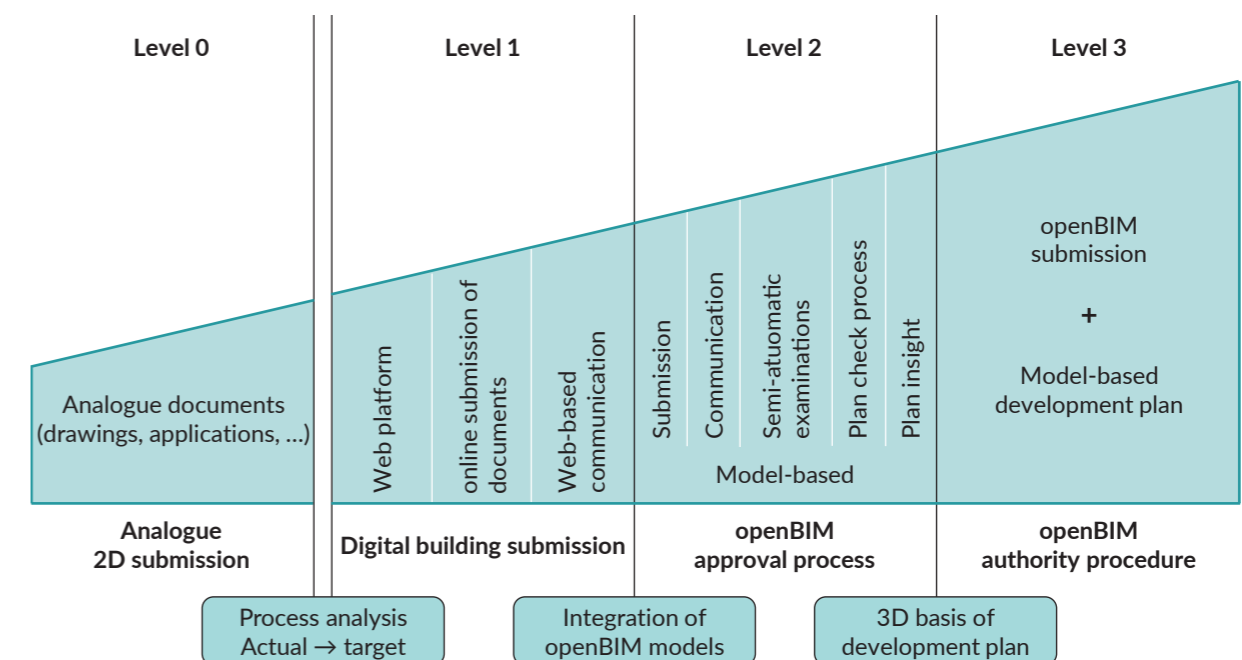 Level 0
Level 1
Level 2
Level 3
Analogue documents
(drawings, applications, ...)
Web platform
online submission of
documents
Web-based
communication
Submission
Communication
Semi-atuomatic
examinations
Plan check process
Plan insight
Model-based
openBIM
submission
+
Model-based
development plan
Analogue
2D submission
Digital building submission
openBIM
approval process
openBIM
authority procedure
Process analysis
Actual → target
Integration of
openBIM models
3D basis of
development plan